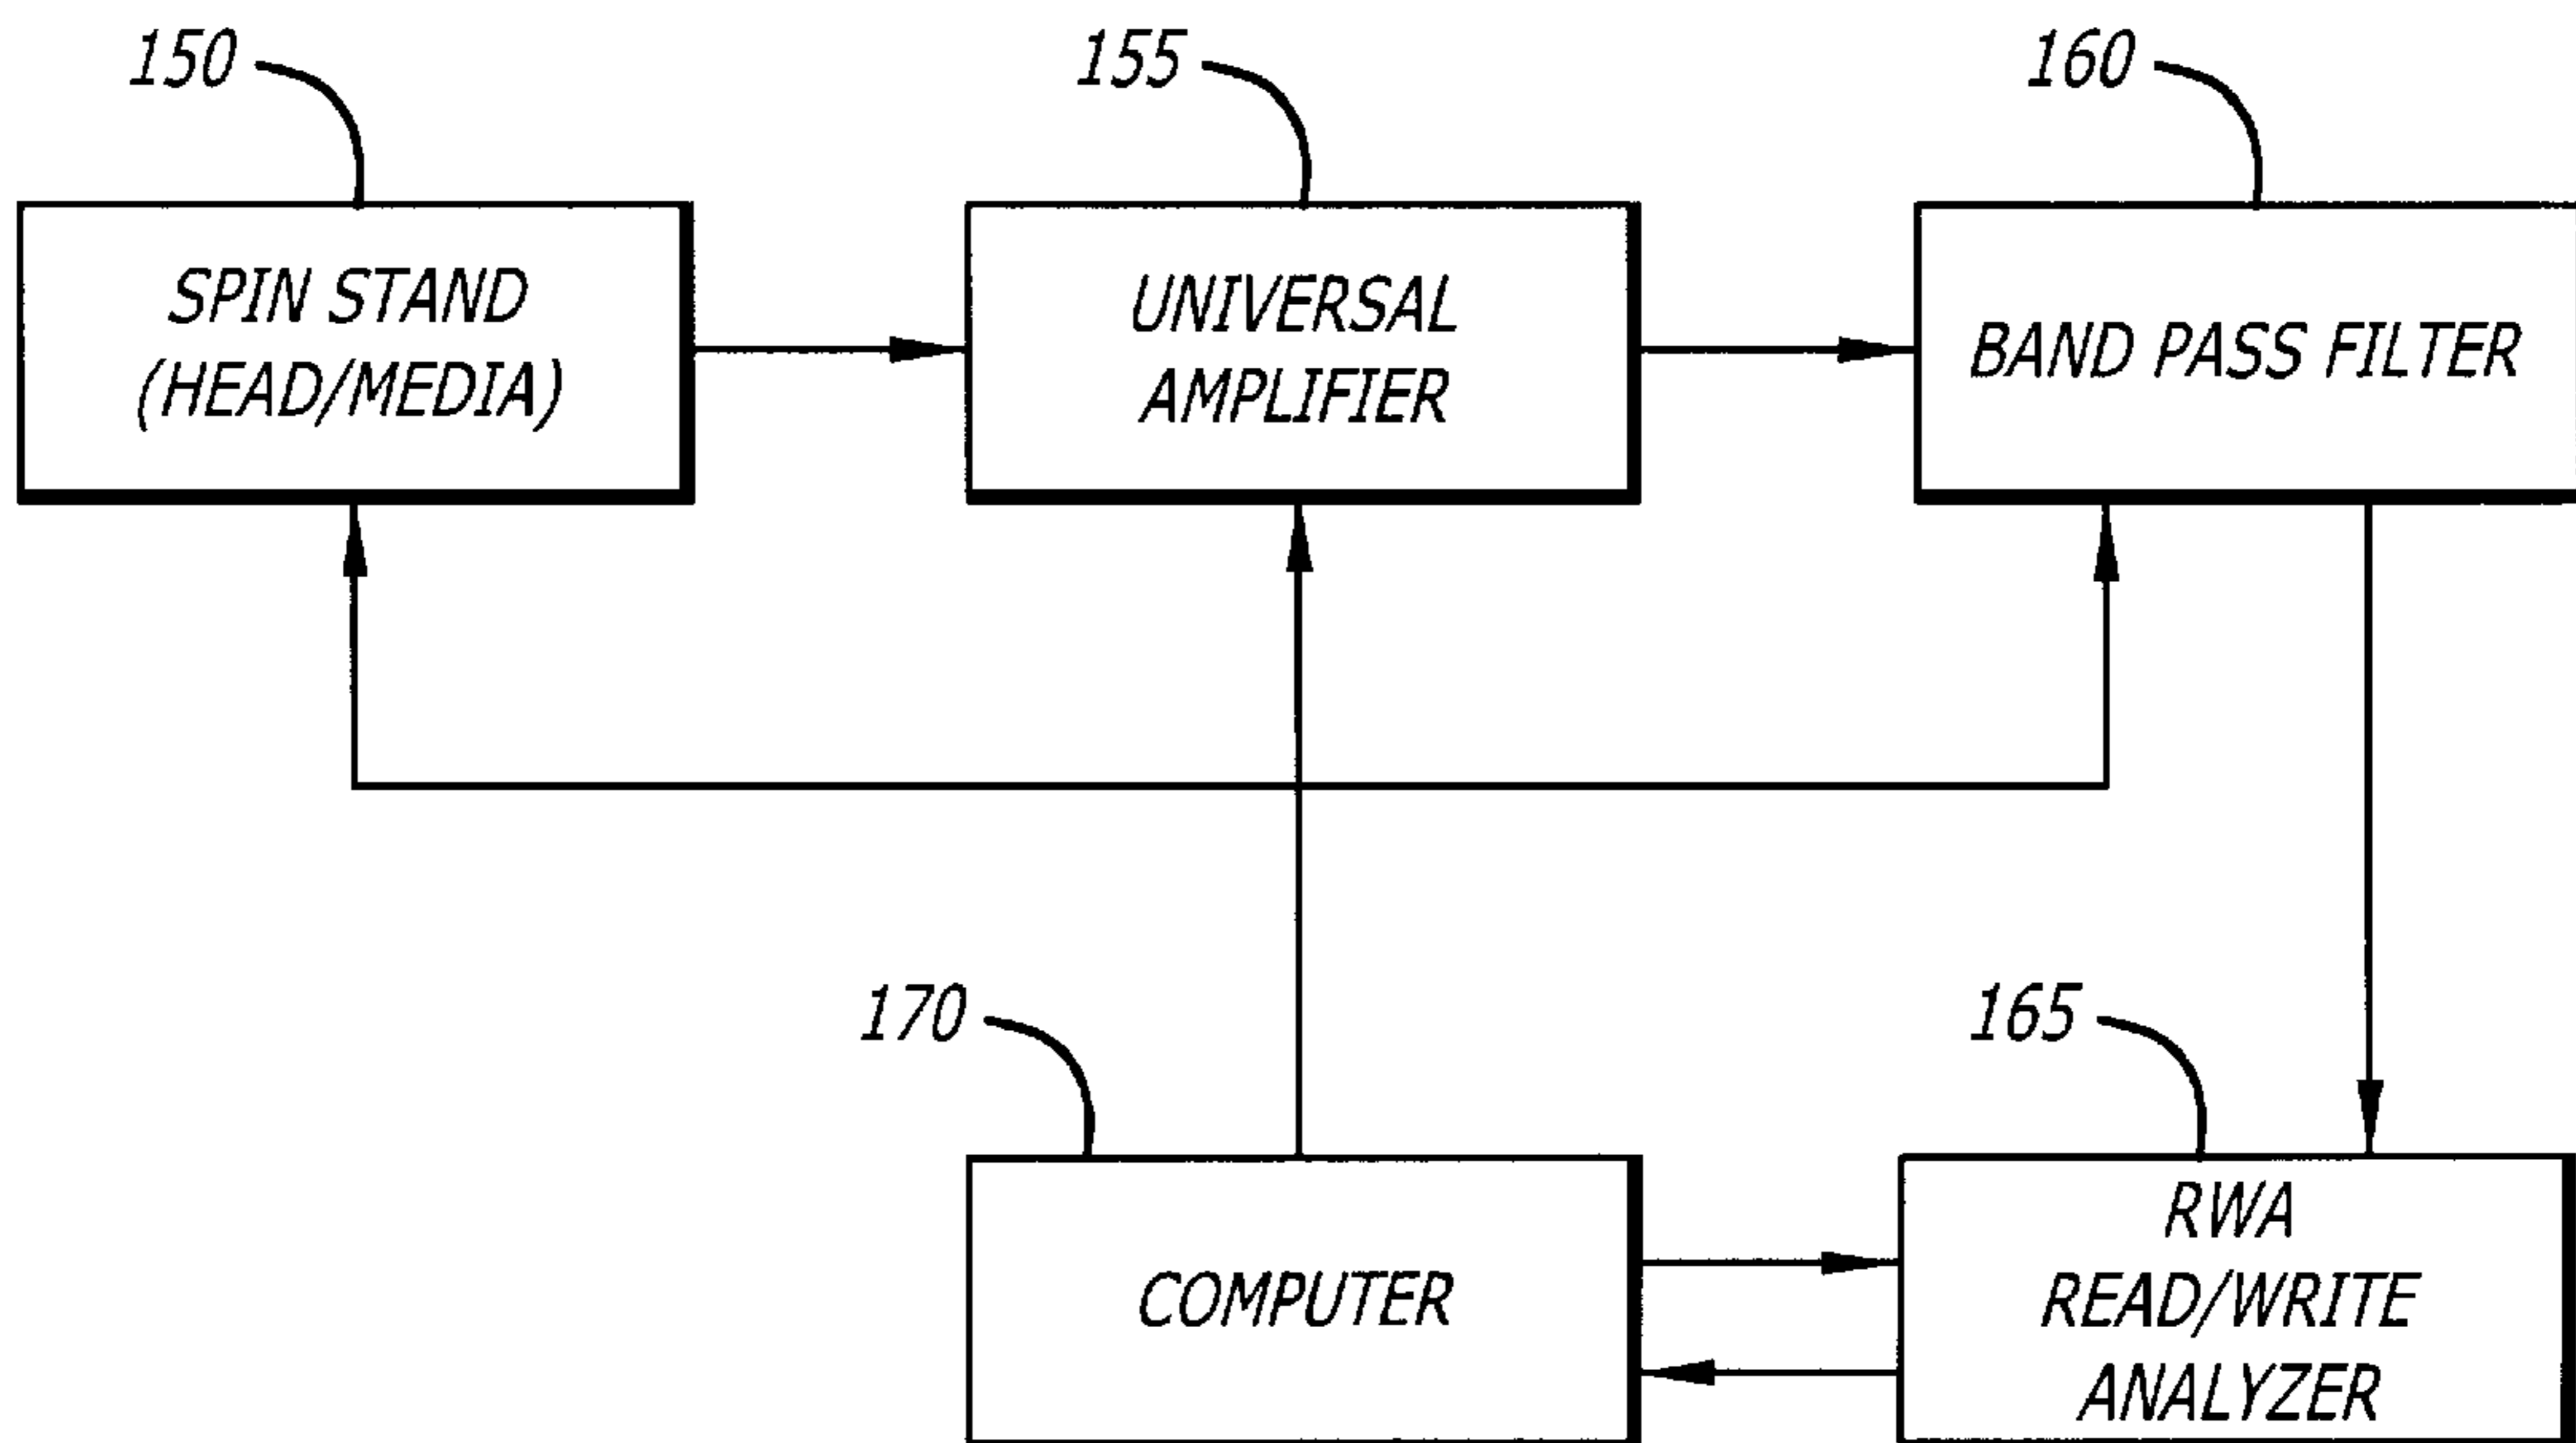 150
155
160
SPIN STAND
(HEAD/MEDIA)
UNIVERSAL
AMPLIFIER
BAND PASS FILTER
170
165
COMPUTER
RWA
READ/WRITE
ANALYZER